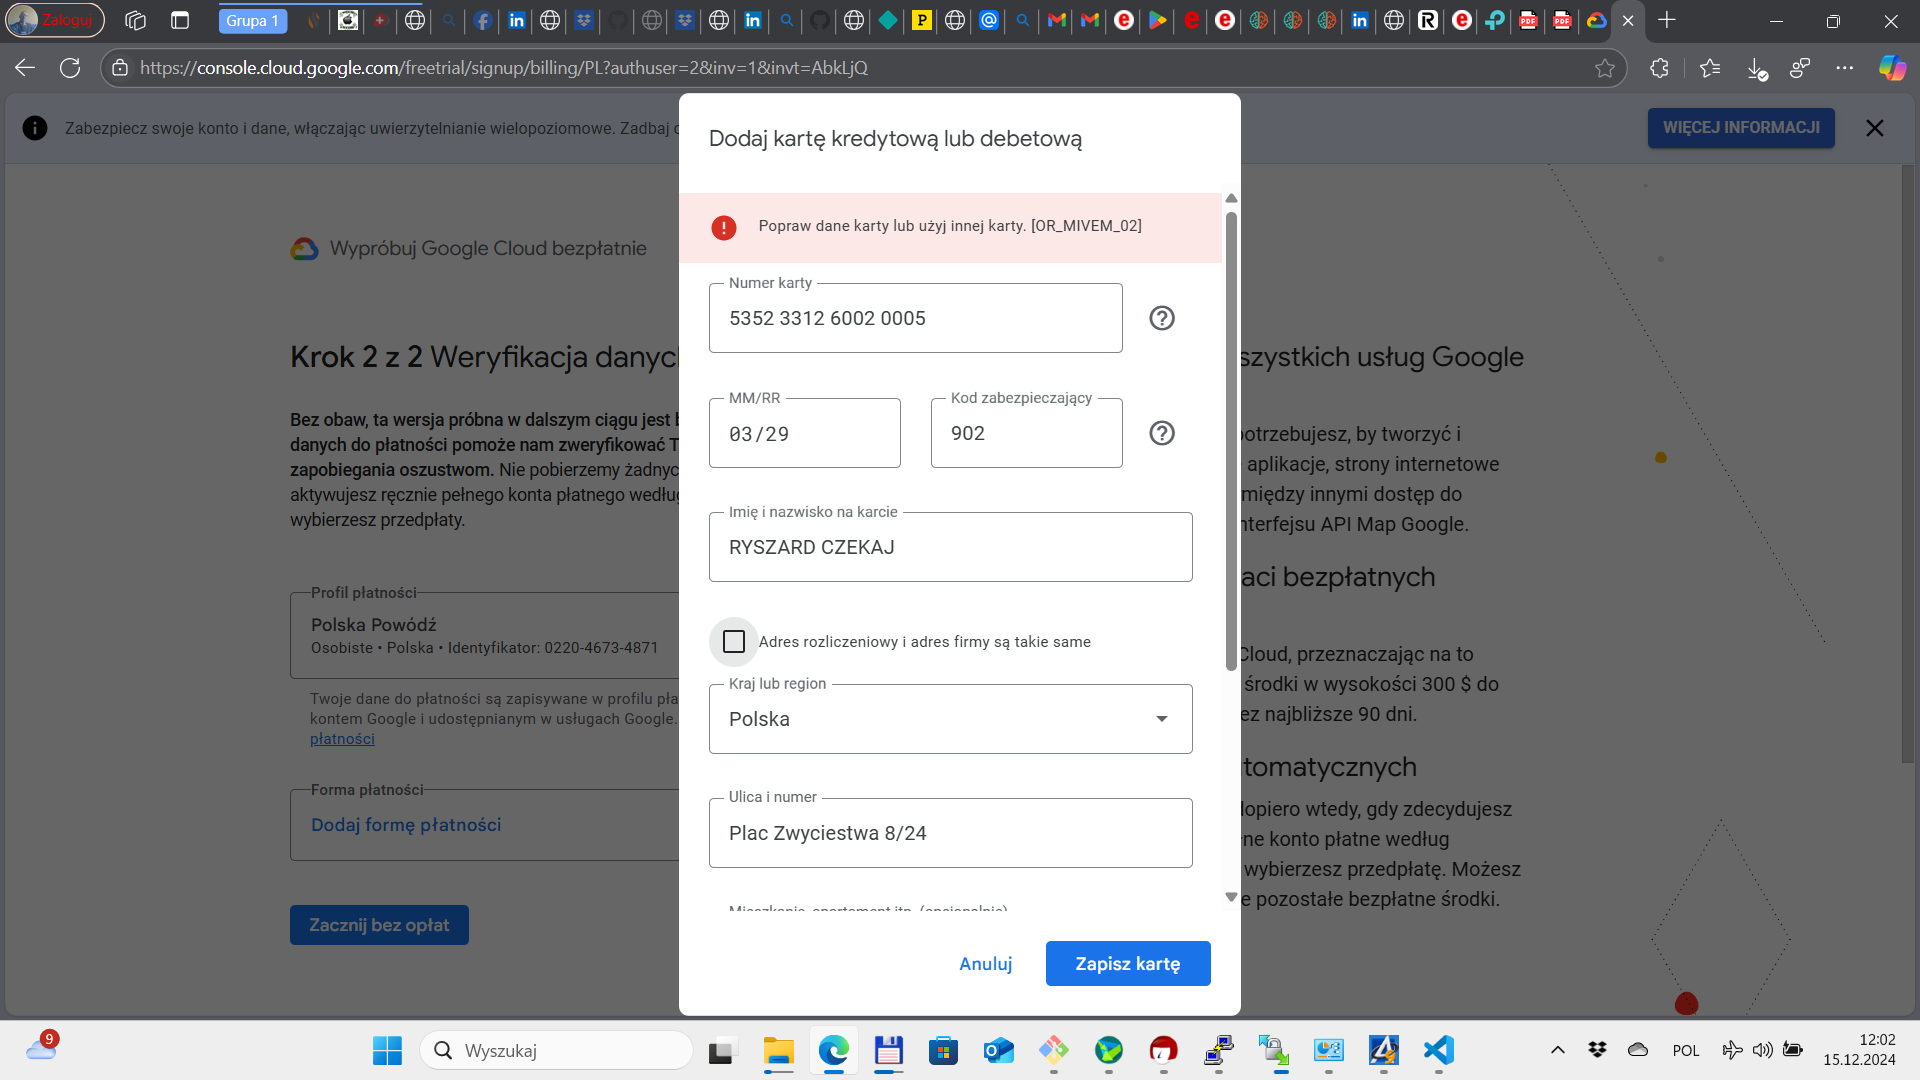 Zaloguj
Grupa 1
https://console.cloud.google.com/freetrial/signup/billing/PL?authuser=2&inv=1&invt=AbkLjQ
Zabezpiecz swoje konto i dane, włączając uwierzytelnianie wielopoziomowe. Zadbaj
WIĘCEJ INFORMACJI
Wypróbuj Google Cloud bezpłatnie
Krok 2 z 2 Weryfikacja danych
Bez obaw, ta wersja próbna w dalszym ciągu jest
danych do płatności pomoże nam zweryfikować
zapobiegania oszustwom. Nie pobierzemy żadnyc
aktywujesz ręcznie pełnego konta płatnego według
wybierzesz przedpłaty.
Profil płatności
Polska Powódź
Osobiste • Polska • Identyfikator: 0220-4673-4871
Twoje dane do płatności są zapisywane w profilu pła
kontem Google i udostępnianym w usługach Google.
płatności
Forma płatności
Dodaj formę płatności
Zacznij bez opłat
Dodaj kartę kredytową lub debetową
Popraw dane karty lub użyj innej karty. [OR_MIVEM_02]
Numer karty
5352 3312 6002 0005
MM/RR
03/29
Kod zabezpieczający
902
Imię i nazwisko na karcie
RYSZARD CZEKAJ
Adres rozliczeniowy i adres firmy są takie same
Kraj lub region
Polska
Ulica i numer
Plac Zwyciestwa 8/24
Mieszkanie, apartament itp. (opcjonalnie)
Anuluj
Zapisz kartę
szystkich usług Google
potrzebujesz, by tworzyć i
aplikacje, strony internetowe
między innymi dostęp do
nterfejsu API Map Google.
aci bezpłatnych
Cloud, przeznaczając na to
środki w wysokości 300 $ do
ez najbliższe 90 dni.
tomatycznych
dopiero wtedy, gdy zdecydujesz
łne konto płatne według
wybierzesz przedpłatę. Możesz
e pozostałe bezpłatne środki.
9
Wyszukaj
POL
12:02
15.12.2024